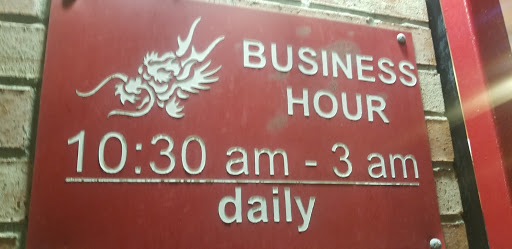 BUSINESS
HOUR
10:30 am - 3 am
daily